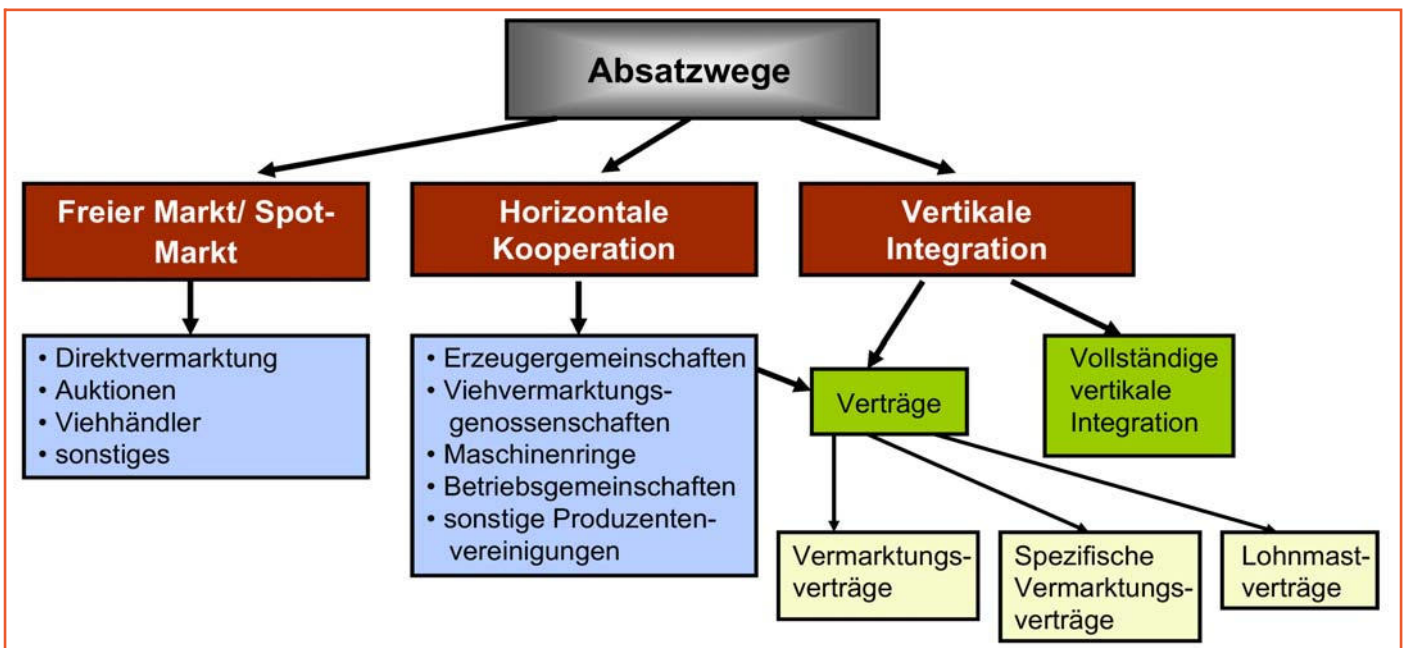 Absatzwege
Freier Markt/ Spot-
Markt
• Direktvermarktung
• Auktionen
• Viehhändler
• sonstiges
Horizontale
Kooperation
• Erzeugergemeinschaften
• Viehvermarktungs-
genossenschaften
• Maschinenringe
• Betriebsgemeinschaften
• sonstige Produzenten-
vereinigungen
Vertikale
Integration
Verträge
Vollständige
vertikale
Integration
Vermarktungs-
verträge
Spezifische
Vermarktungs-
verträge
Lohnmast-
verträge